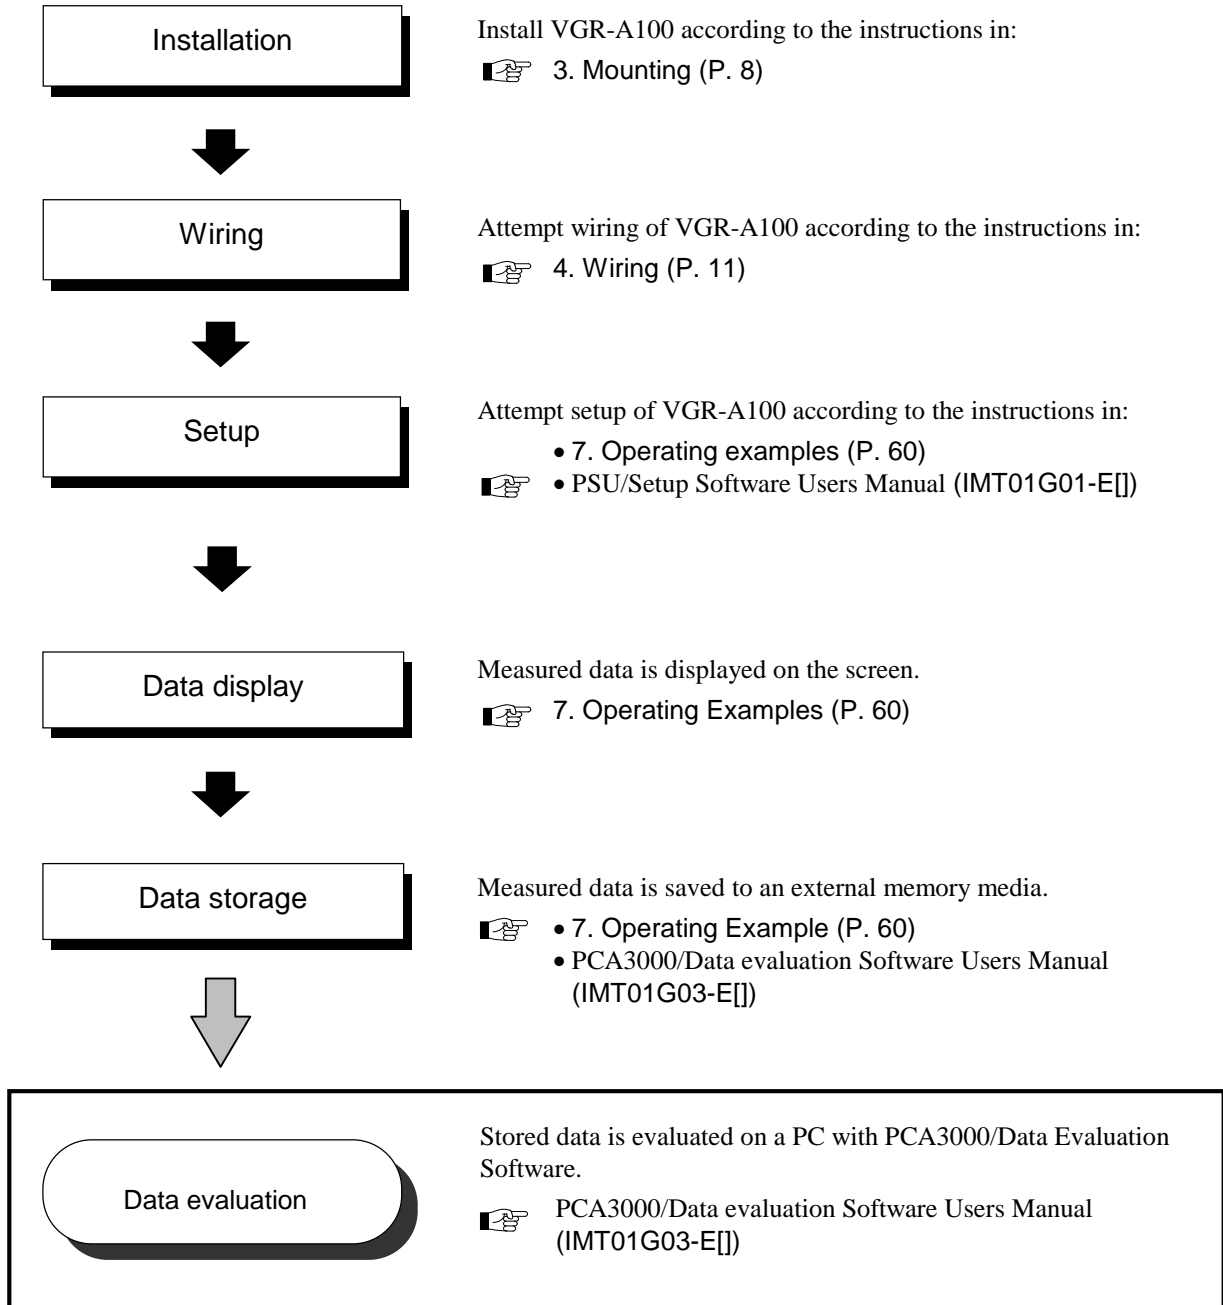 Installation
Install VGR-A100 according to the instructions in:
3. Mounting (P. 8)
Wiring
Attempt wiring of VGR-A100 according to the instructions in:
4. Wiring (P. 11)
Setup
Attempt setup of VGR-A100 according to the instructions in:
• 7. Operating examples (P. 60)
• PSU/Setup Software Users Manual (IMT01G01-E[])
Data display
Measured data is displayed on the screen.
7. Operating Examples (P. 60)
Data storage
Measured data is saved to an external memory media.
• 7. Operating Example (P. 60)
• PCA3000/Data evaluation Software Users Manual
(IMT01G03-E[])
Data evaluation
Stored data is evaluated on a PC with PCA3000/Data Evaluation
Software.
PCA3000/Data evaluation Software Users Manual
(IMT01G03-E[])